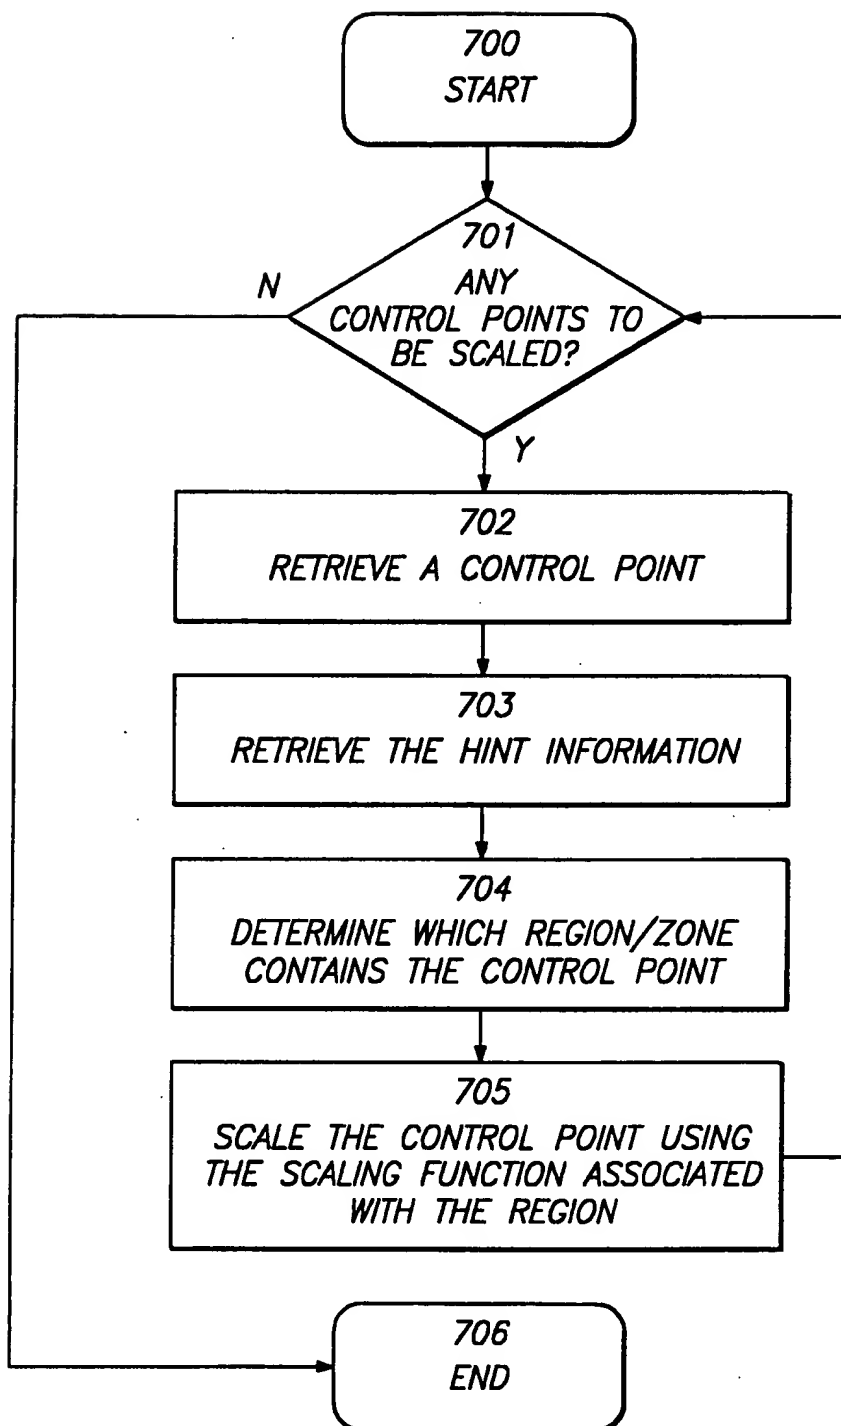 700
START
701
ANY
CONTROL POINTS TO
BE SCALED?
N
Y
702
RETRIEVE A CONTROL POINT
703
RETRIEVE THE HINT INFORMATION
704
DETERMINE WHICH REGION/ZONE
CONTAINS THE CONTROL POINT
705
SCALE THE CONTROL POINT USING
THE SCALING FUNCTION ASSOCIATED
WITH THE REGION
706
END